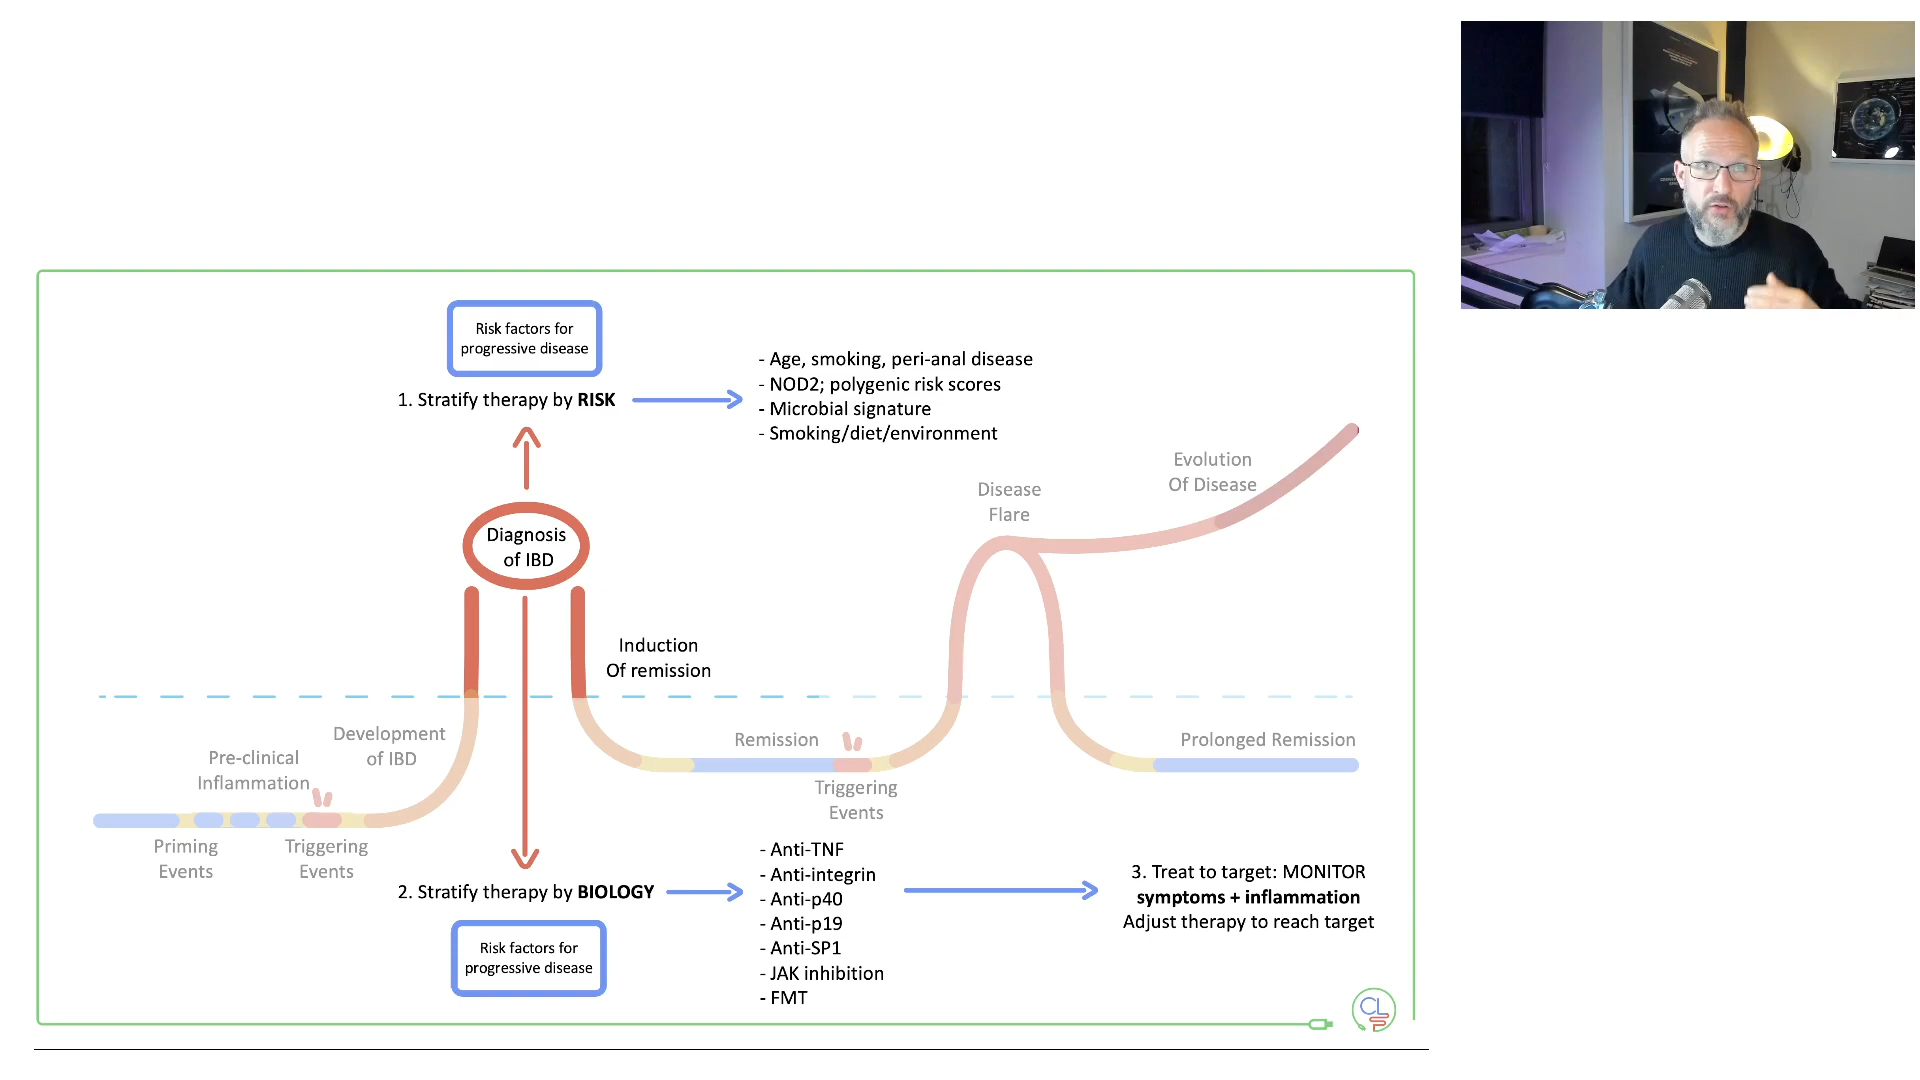 Risk factors for
progressive disease
1. Stratify therapy by RISK
- Age, smoking, peri-anal disease
- NOD2; polygenic risk scores
- Microbial signature
- Smoking/diet/environment
Diagnosis
of IBD
Disease
Flare
Evolution
Of Disease
Induction
Of remission
Development
of IBD
Pre-clinical
Inflammation
Priming
Events
Triggering
Events
Remission
Triggering
Events
Prolonged Remission
2. Stratify therapy by BIOLOGY
Risk factors for
progressive disease
- Anti-TNF
- Anti-integrin
- Anti-p40
- Anti-p19
- Anti-SP1
- JAK inhibition
- FMT
3. Treat to target: MONITOR
symptoms + inflammation
Adjust therapy to reach target
CL